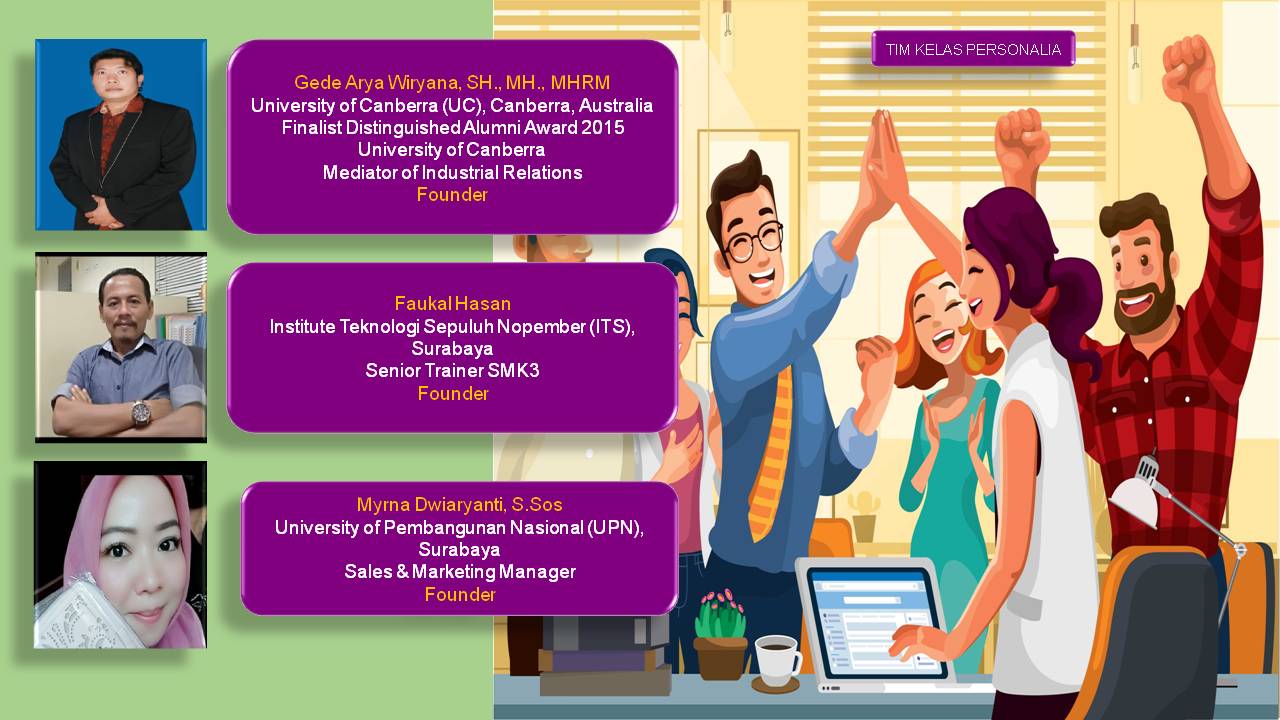 TIM KELAS PERSONALIA
Gede Arya Wiryana, SH., MH., MHRM
University of Canberra (UC), Canberra, Australia
Finalist Distinguished Alumni Award 2015
University of Canberra
Mediator of Industrial Relations
Founder
Faukal Hasan
Institute Teknologi Sepuluh Nopember (ITS),
Surabaya
Senior Trainer SMK3
Founder
Myrna Dwiaryanti, S.Sos
University of Pembangunan Nasional (UPN),
Surabaya
Sales & Marketing Manager
Founder